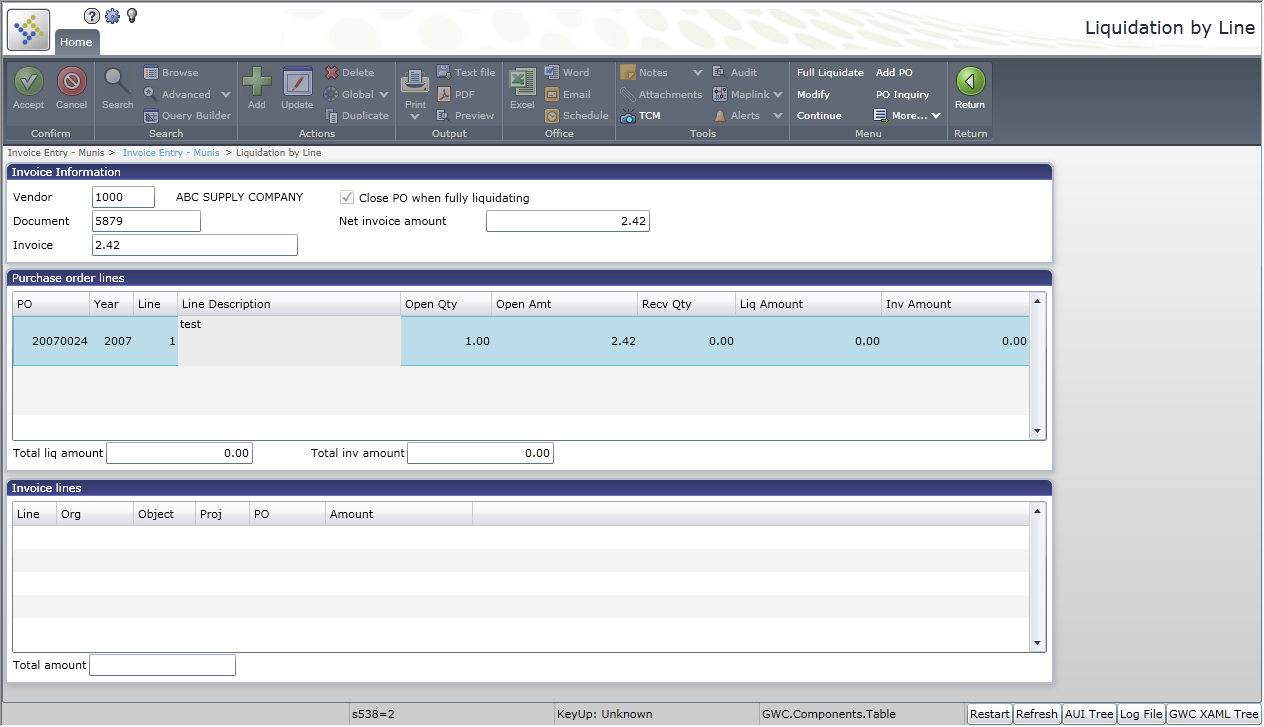 Liquidation by Line
Home
Accept Cancel Search Browse Advanced Query Builder Add Update Delete Global Duplicate Print Text file PDF Preview Excel Word Email Schedule Notes Attachments TCM Audit Maplink Alerts Full Liquidate Modify Continue Add PO PO Inquiry More... Return
Confirm Search Actions Output Office Tools Menu Return
Invoice Entry - Munis > Invoice Entry - Munis > Liquidation by Line
Invoice Information
Vendor 1000 ABC SUPPLY COMPANY Close PO when fully liquidating
Document 5879 Net invoice amount 2.42
Invoice 2.42
Purchase order lines
PO Year Line Line Description Open Qty Open Amt Recv Qty Liq Amount Inv Amount
20070024 2007 1 test 1.00 2.42 0.00 0.00 0.00
Total liq amount 0.00 Total inv amount 0.00
Invoice lines
Line Org Object Proj PO Amount
Total amount
s538=2 KeyUp: Unknown GWC.Components.Table Restart Refresh AUI Tree Log File GWC XAML Tree